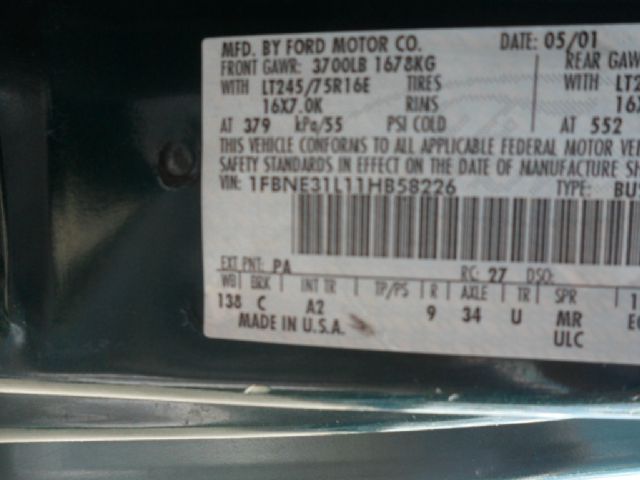 MFD. BY FORD MOTOR CO. DATE: 05/01
FRONT GAWR: 3700LB 1678KG REAR GAW
WITH LT245/75R16E TIRES WITH LT2
16X7.0K RIMS 16X
AT 379 kPa/55 PSI COLD AT 552
THIS VEHICLE CONFORMS TO ALL APPLICABLE FEDERAL MOTOR VEH
SAFETY STANDARDS IN EFFECT ON THE DATE OF MANUFACTURE SH
VIN: 1FBNE31L11HB58226 TYPE: BU
EXT PNT: PA RC: 27 DSO:
WB BRK INT TR TP/PS R AXLE TR SPR
138 C A2 9 34 U MR
MADE IN U.S.A. ULC